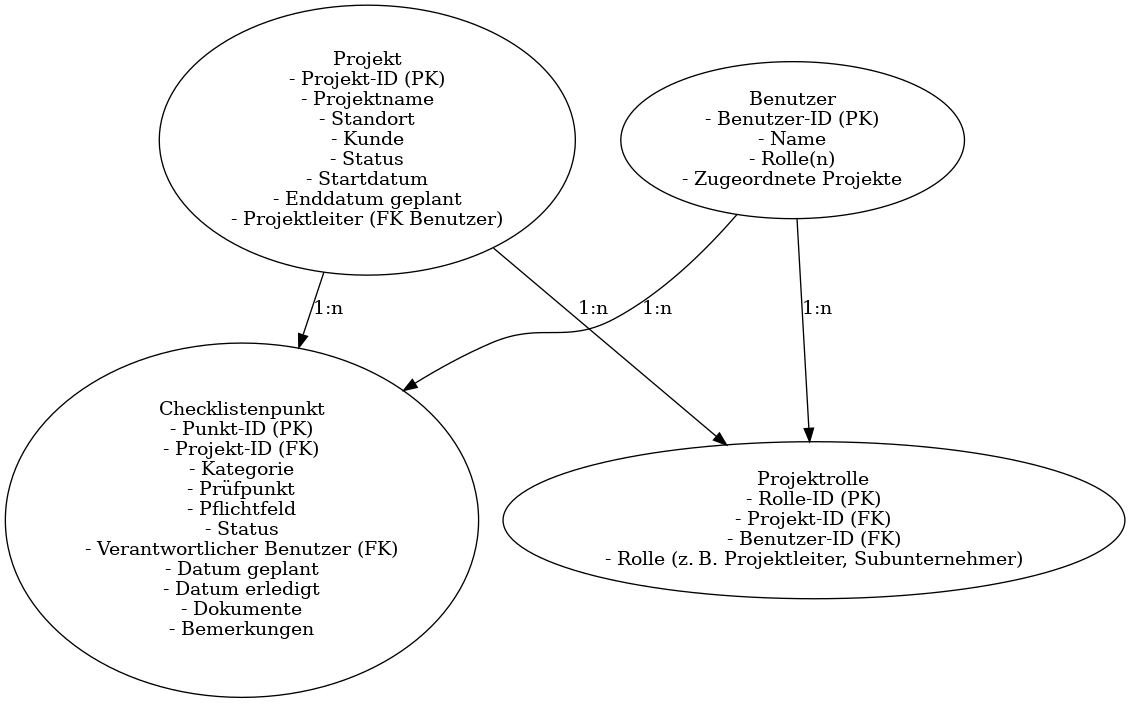 Projekt
- Projekt-ID (PK)
- Projektname
- Standort
- Kunde
- Status
- Startdatum
- Enddatum geplant
- Projektleiter (FK Benutzer)
Benutzer
- Benutzer-ID (PK)
- Name
- Rolle(n)
- Zugeordnete Projekte
1:n
1:n
1:n
1:n
Checklistenpunkt
- Punkt-ID (PK)
- Projekt-ID (FK)
- Kategorie
- Prüfpunkt
- Pflichtfeld
- Status
- Verantwortlicher Benutzer (FK)
- Datum geplant
- Datum erledigt
- Dokumente
- Bemerkungen
Projektrolle
- Rolle-ID (PK)
- Projekt-ID (FK)
- Benutzer-ID (FK)
- Rolle (z. B. Projektleiter, Subunternehmer)